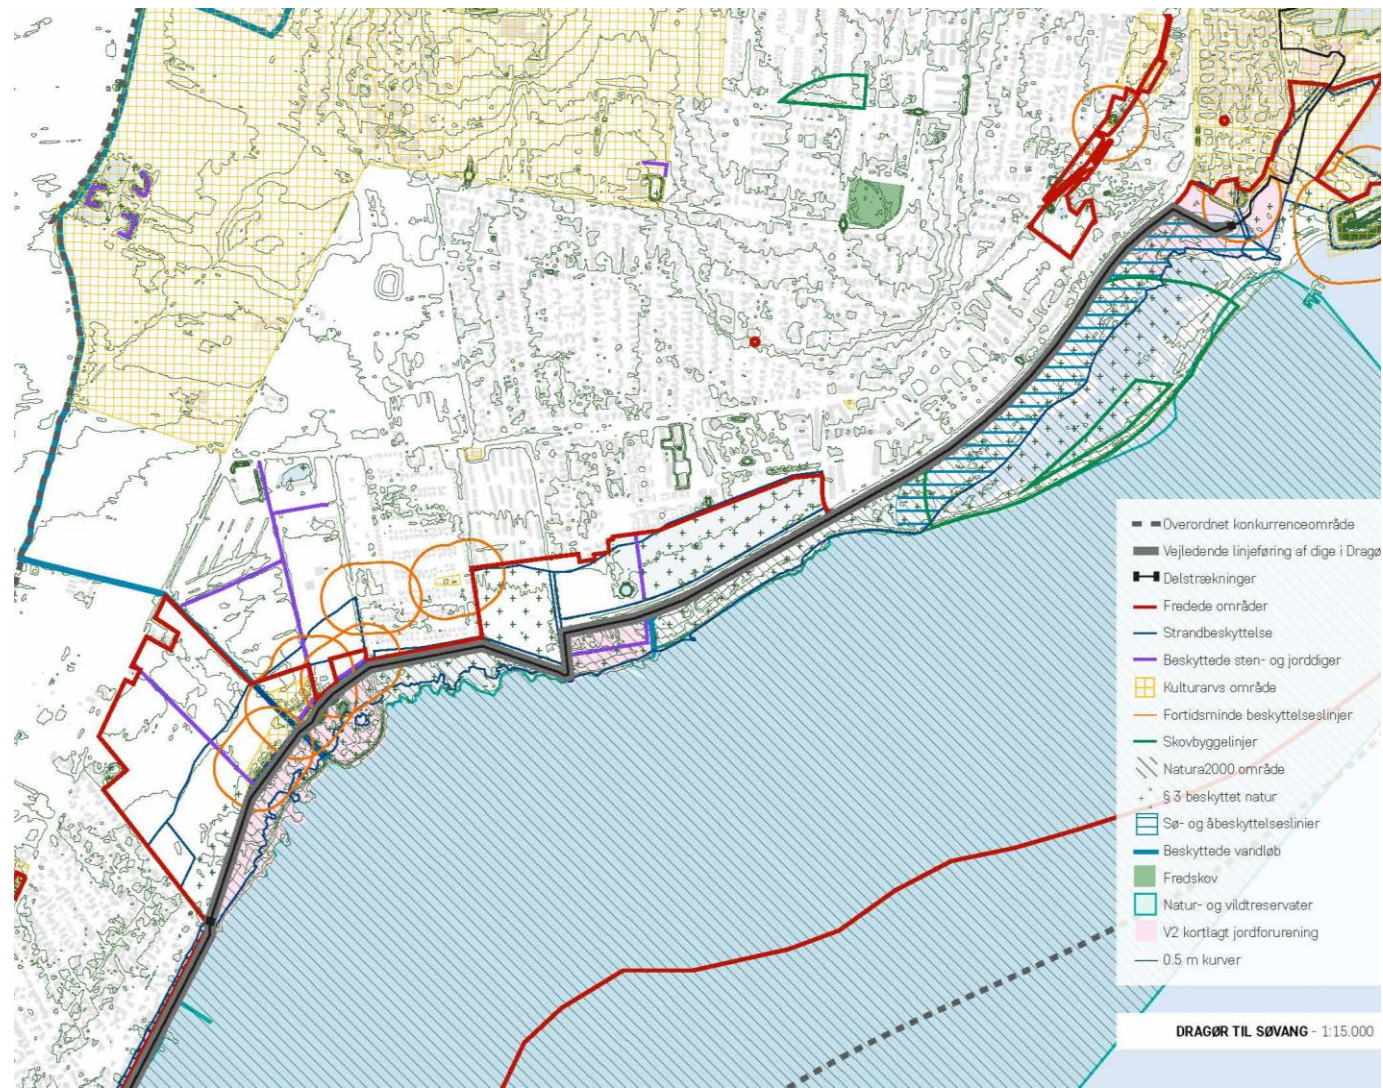 Overordnet konkurrenceområde
Vejledende linjeføring af dige i Dragø
Delstrækninger
Fredede områder
Strandbeskyttelse
Beskyttede sten- og jorddiger
Kulturarvs område
Fortidsminde beskyttelseslinjer
Skovbyggelinjer
Natura2000 område
§ 3 beskyttet natur
Sø- og åbeskyttelseslinier
Beskyttede vandløb
Fredskov
Natur- og vildtreservater
V2 kortlagt jordforurening
0.5 m kurver
DRAGØR TIL SØVANG - 1:15.000